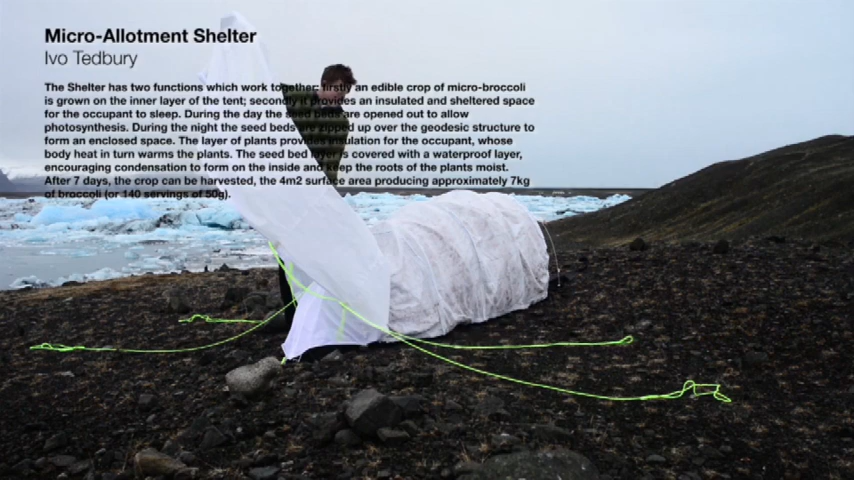 Micro-Allotment Shelter
Ivo Tedbury
The Shelter has two functions which work together: firstly an edible crop of micro-broccoli
is grown on the inner layer of the tent; secondly it provides an insulated and sheltered space
for the occupant to sleep. During the day the seed beds are opened out to allow
photosynthesis. During the night the seed beds are zipped up over the geodesic structure to
form an enclosed space. The layer of plants provides insulation for the occupant, whose
body heat in turn warms the plants. The seed bed layer is covered with a waterproof layer,
encouraging condensation to form on the inside and keep the roots of the plants moist.
After 7 days, the crop can be harvested, the 4m2 surface area producing approximately 7kg
of broccoli (or 140 servings of 50g).